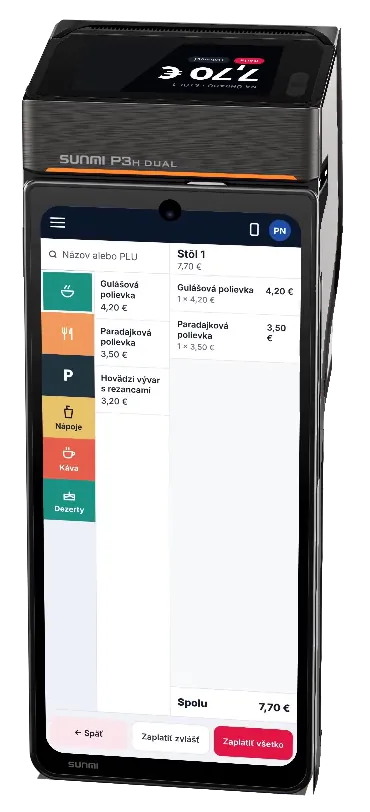 7,70 €
SUNMI P3H DUAL
PN
Názov alebo PLU
Stôl 1
7,70 €
Gulášová
polievka
4,20 €
Paradajková
polievka
3,50 €
Hovädzí vývar
s rezancami
3,20 €
P
Nápoje
Káva
Dezerty
Gulášová polievka
4,20 €
1 × 4,20 €
Paradajková
polievka
3,50
€
1 × 3,50 €
Spolu
7,70 €
← Späť
Zaplatiť zvlášť
Zaplatiť všetko
SUNMI